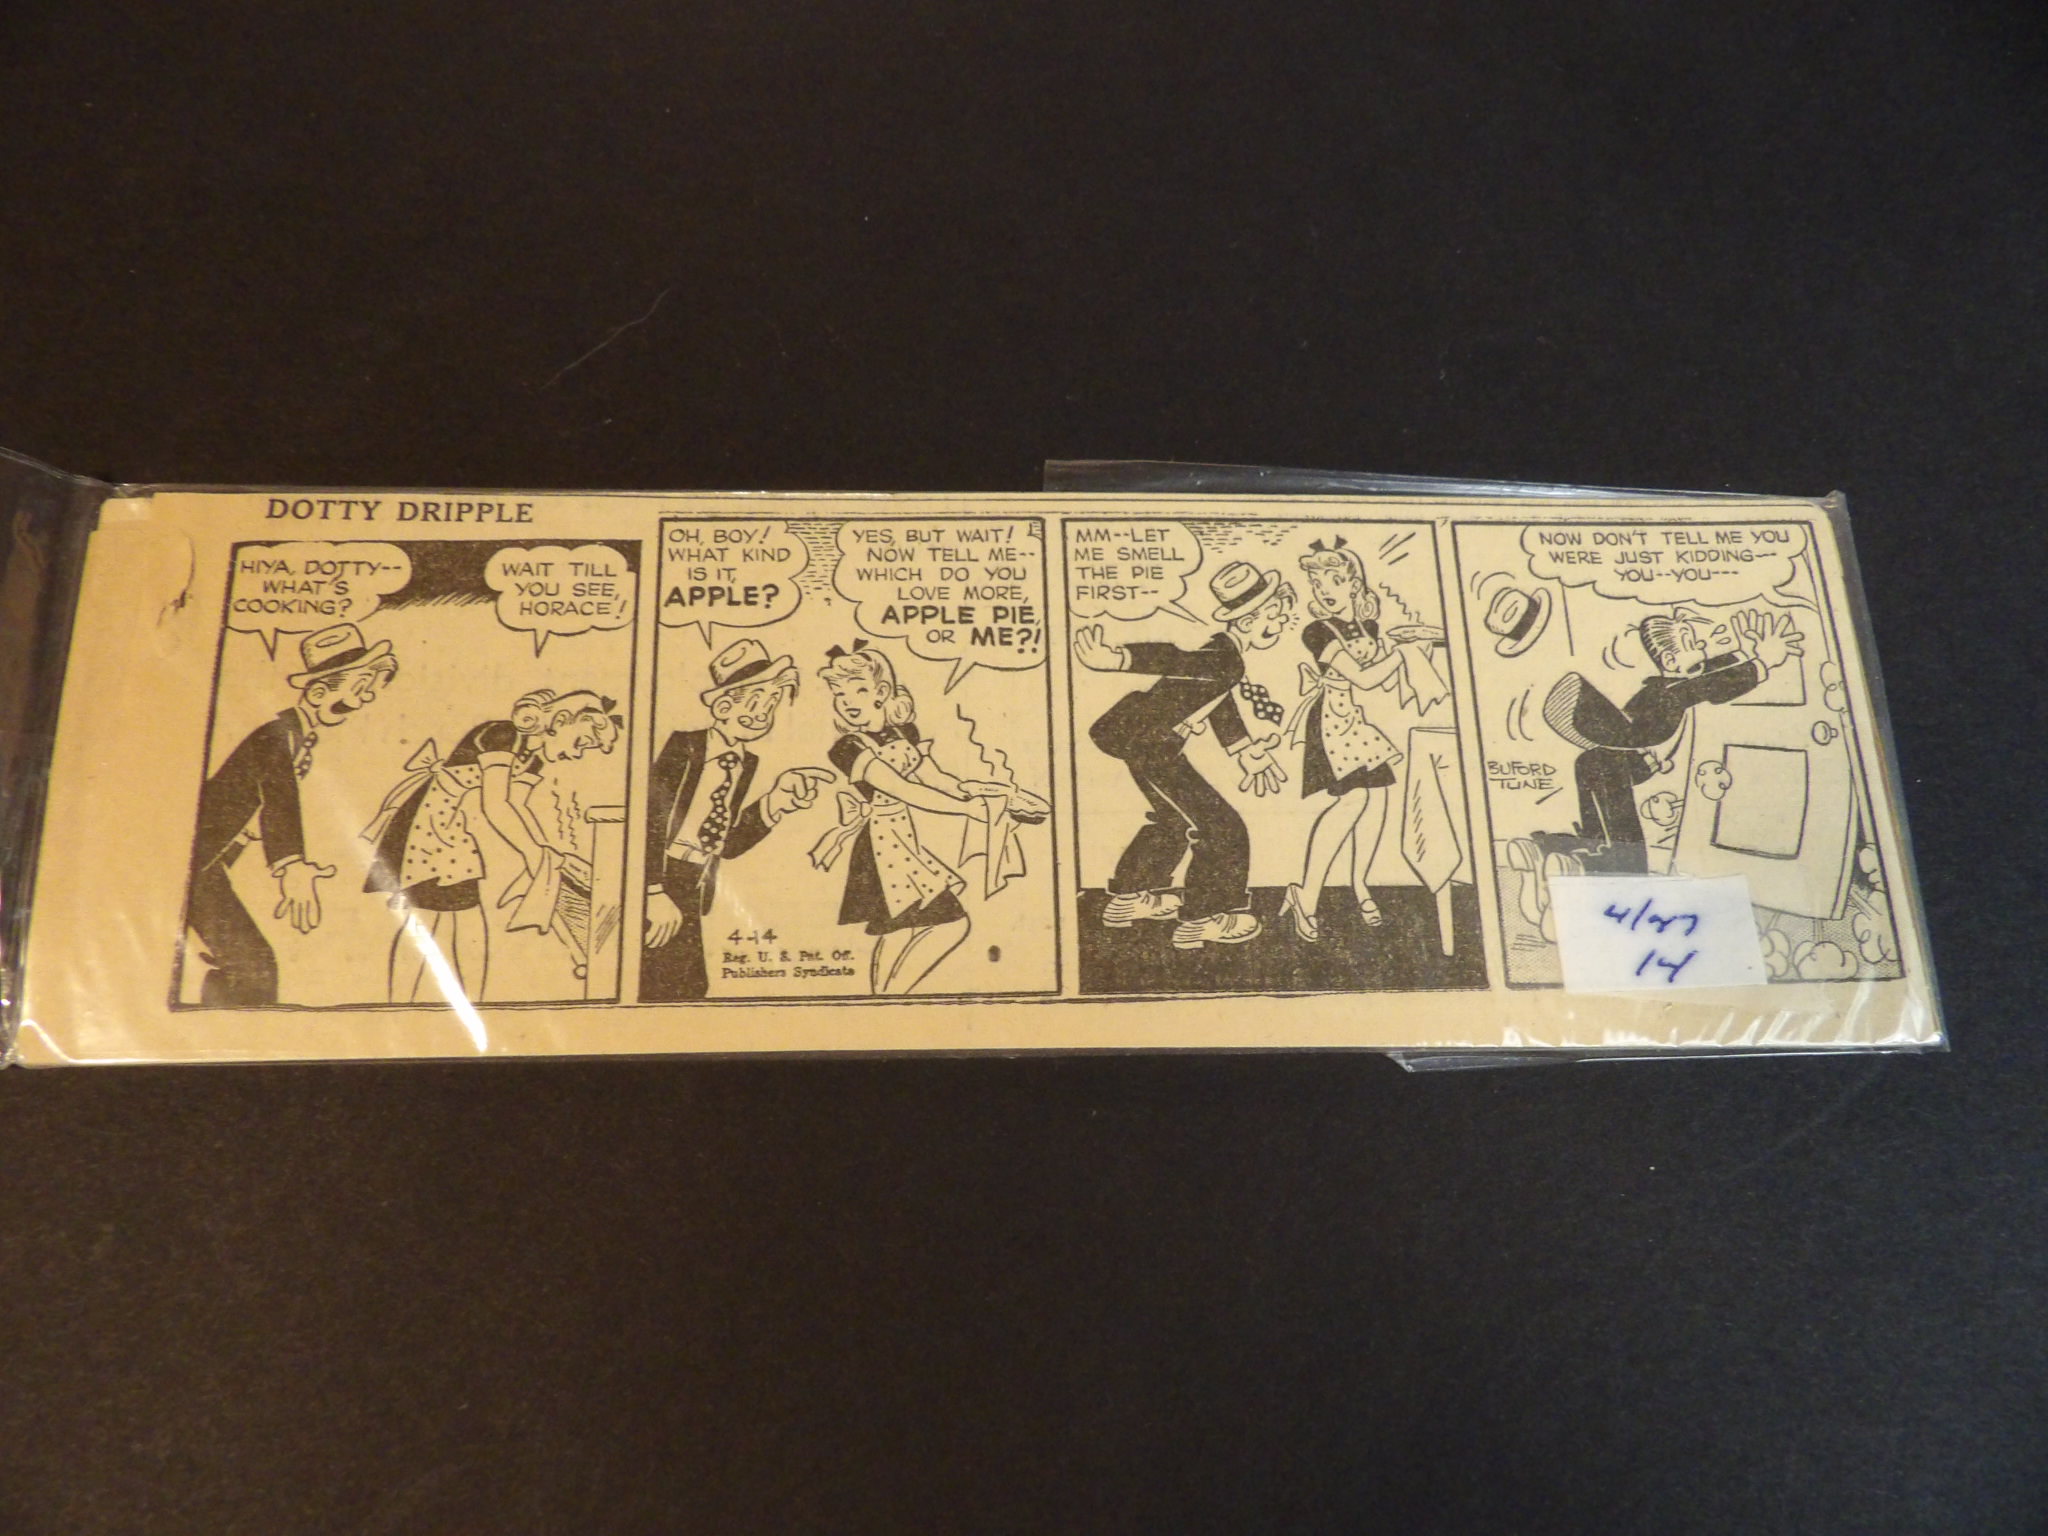 DOTTY DRIPPLE
HIYA, DOTTY--
WHAT'S
COOKING?
WAIT TILL
YOU SEE,
HORACE!
OH, BOY!
WHAT KIND
IS IT,
APPLE?
YES, BUT WAIT!
NOW TELL ME--
WHICH DO YOU
LOVE MORE,
APPLE PIE,
OR ME?!
4-14
Reg. U. S. Pat. Off.
Publishers Syndicate
MM--LET
ME SMELL
THE PIE
FIRST--
NOW DON'T TELL ME YOU
WERE JUST KIDDING--
YOU--YOU---
BUFORD
TUNE
14